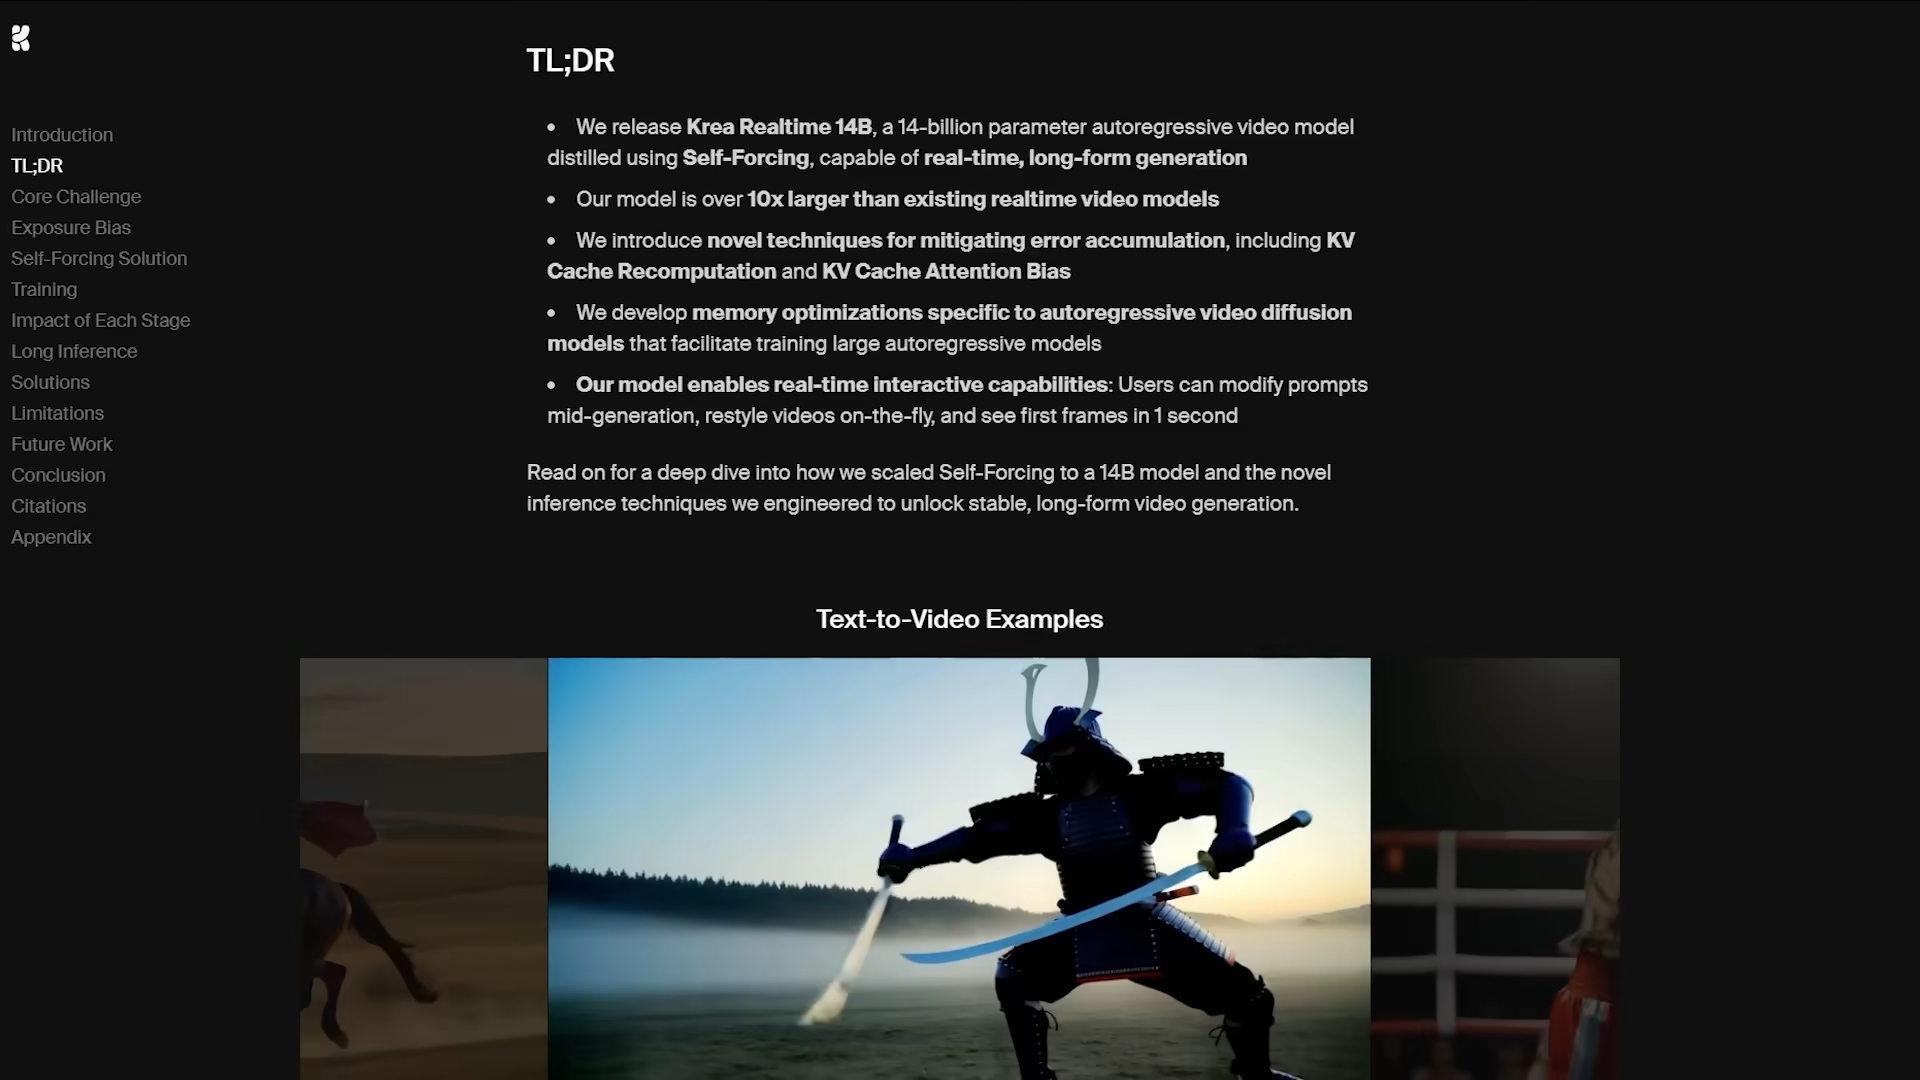 Introduction
TL;DR
Core Challenge
Exposure Bias
Self-Forcing Solution
Training
Impact of Each Stage
Long Inference
Solutions
Limitations
Future Work
Conclusion
Citations
Appendix
TL;DR
• We release Krea Realtime 14B, a 14-billion parameter autoregressive video model
distilled using Self-Forcing, capable of real-time, long-form generation
• Our model is over 10x larger than existing realtime video models
• We introduce novel techniques for mitigating error accumulation, including KV
Cache Recomputation and KV Cache Attention Bias
• We develop memory optimizations specific to autoregressive video diffusion
models that facilitate training large autoregressive models
• Our model enables real-time interactive capabilities: Users can modify prompts
mid-generation, restyle videos on-the-fly, and see first frames in 1 second
Read on for a deep dive into how we scaled Self-Forcing to a 14B model and the novel
inference techniques we engineered to unlock stable, long-form video generation.
Text-to-Video Examples